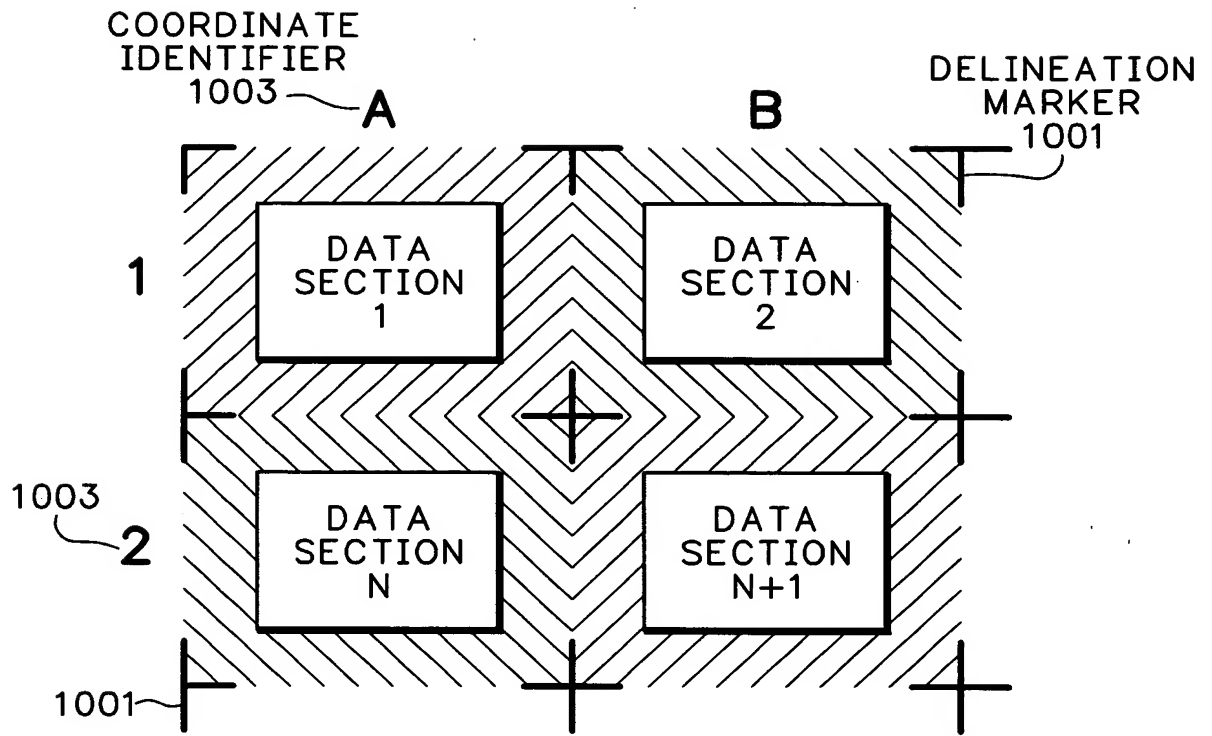 COORDINATE
IDENTIFIER
1003
A
B
DELINEATION
MARKER
1001
1
DATA
SECTION
1
DATA
SECTION
2
1003
2
DATA
SECTION
N
DATA
SECTION
N+1
1001